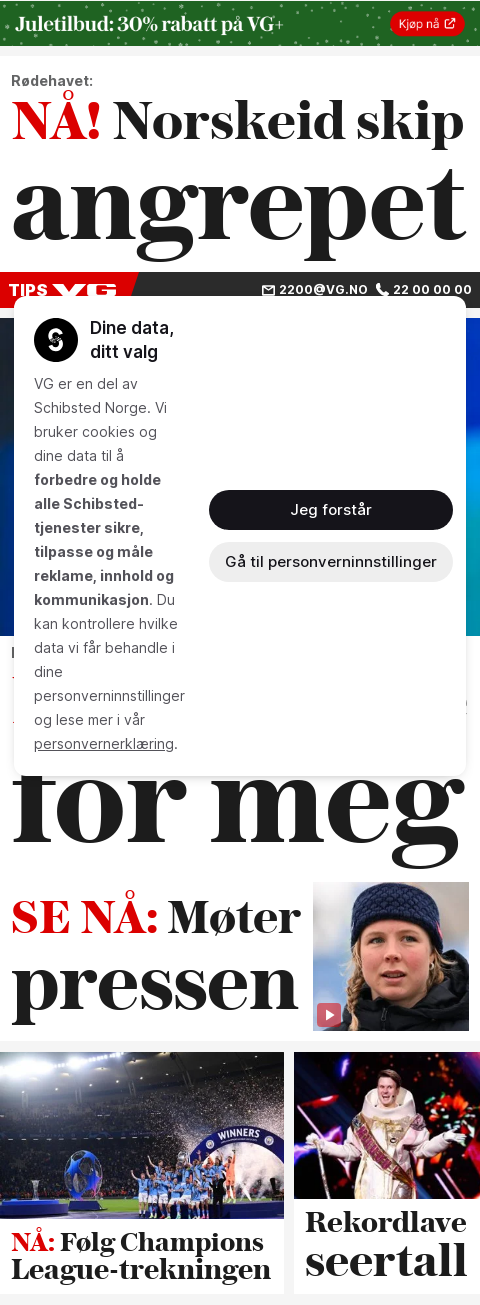 Juletilbud: 30% rabatt på VG+
Kjøp nå
Rødehavet:
NÅ! Norskeid skip
angrepet
TIPS VG
2200@VG.NO 22 00 00 00
Dine data,
ditt valg
VG er en del av
Schibsted Norge. Vi
bruker cookies og
dine data til å
forbedre og holde
alle Schibsted-
tjenester sikre,
tilpasse og måle
reklame, innhold og
kommunikasjon. Du
kan kontrollere hvilke
data vi får behandle i
dine
personverninnstillinger
og lese mer i vår
personvernerklæring.
Jeg forstår
Gå til personverninnstillinger
for meg
SE NÅ: Møter
pressen
WINNERS
NÅ: Følg Champions
League-trekningen
Rekordlave
seertall